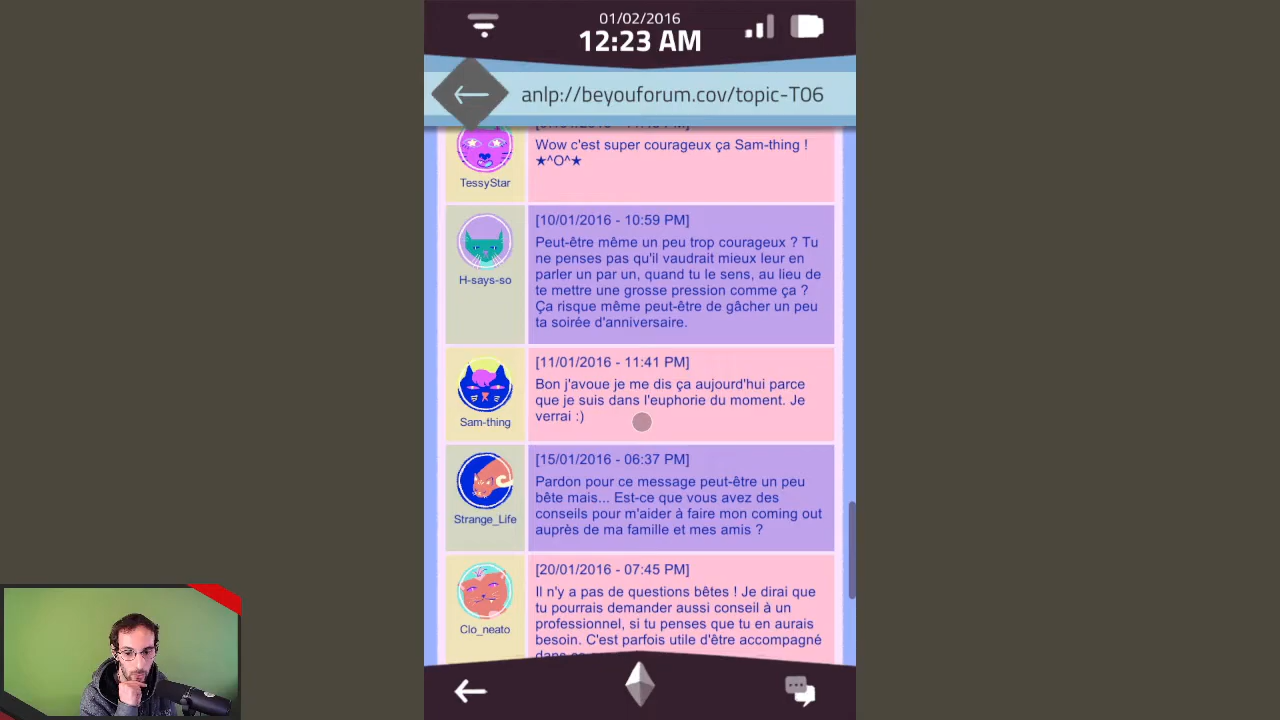 01/02/2016
12:23 AM
anlp://beyouforum.cov/topic-T06
Wow c'est super courageux ça Sam-thing !
★^O^★
TessyStar
[10/01/2016 - 10:59 PM]
Peut-être même un peu trop courageux ? Tu
ne penses pas qu'il vaudrait mieux leur en
parler un par un, quand tu le sens, au lieu de
te mettre une grosse pression comme ça ?
Ça risque même peut-être de gâcher un peu
ta soirée d'anniversaire.
H-says-so
[11/01/2016 - 11:41 PM]
Bon j'avoue je me dis ça aujourd'hui parce
que je suis dans l'euphorie du moment. Je
verrai :)
Sam-thing
[15/01/2016 - 06:37 PM]
Pardon pour ce message peut-être un peu
bête mais... Est-ce que vous avez des
conseils pour m'aider à faire mon coming out
auprès de ma famille et mes amis ?
Strange_Life
[20/01/2016 - 07:45 PM]
Il n'y a pas de questions bêtes ! Je dirai que
tu pourrais demander aussi conseil à un
professionnel, si tu penses que tu en aurais
besoin. C'est parfois utile d'être accompagné
Clo_neato